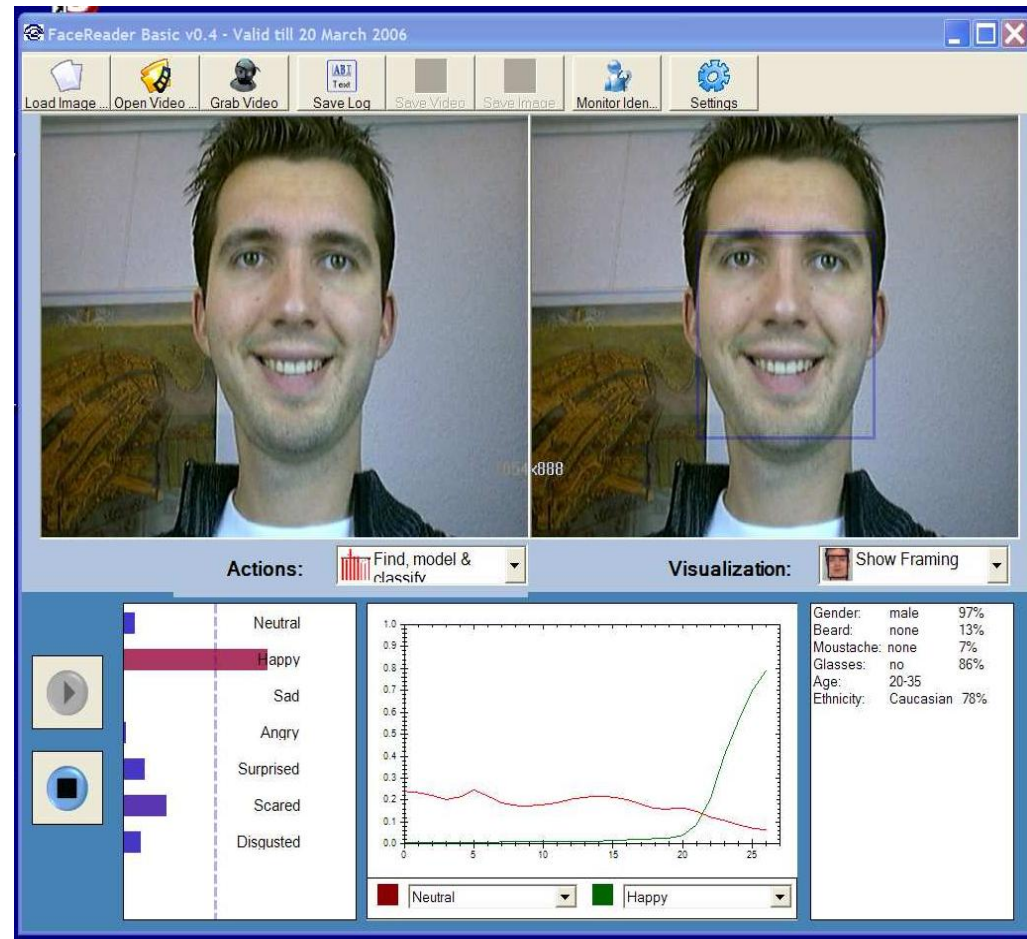 FaceReader Basic v0.4 - Valid till 20 March 2006
Load Image ... Open Video ... Grab Video Save Log Save Video Save Image Monitor Iden... Settings
ABI
Text
x888
Actions: Find, model &
classify
Visualization: Show Framing
Neutral
Happy
Sad
Angry
Surprised
Scared
Disgusted
1.0
0.9
0.8
0.7
0.6
0.5
0.4
0.3
0.2
0.1
0.0
0 5 10 15 20 25
Neutral Happy
Gender: male 97%
Beard: none 13%
Moustache: none 7%
Glasses: no 86%
Age: 20-35
Ethnicity: Caucasian 78%